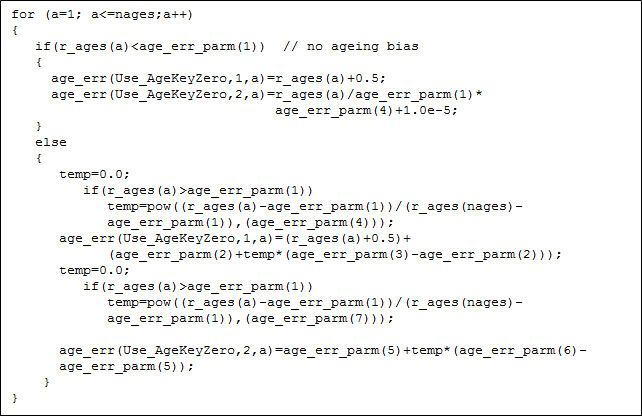 for (a=1; a<=nages;a++)
{
if(r_ages(a)<age_err_parm(1))  // no ageing bias
{
age_err(Use_AgeKeyZero,1,a)=r_ages(a)+0.5;
age_err(Use_AgeKeyZero,2,a)=r_ages(a)/age_err_parm(1)*
age_err_parm(4)+1.0e-5;
}
else
{
temp=0.0;
if(r_ages(a)>age_err_parm(1))
temp=pow((r_ages(a)-age_err_parm(1))/(r_ages(nages)-
age_err_parm(1)),(age_err_parm(4)));
age_err(Use_AgeKeyZero,1,a)=(r_ages(a)+0.5)+
(age_err_parm(2)+temp*(age_err_parm(3)-age_err_parm(2)));
temp=0.0;
if(r_ages(a)>age_err_parm(1))
temp=pow((r_ages(a)-age_err_parm(1))/(r_ages(nages)-
age_err_parm(1)),(age_err_parm(7)));
age_err(Use_AgeKeyZero,2,a)=age_err_parm(5)+temp*(age_err_parm(6)-
age_err_parm(5));
}
}